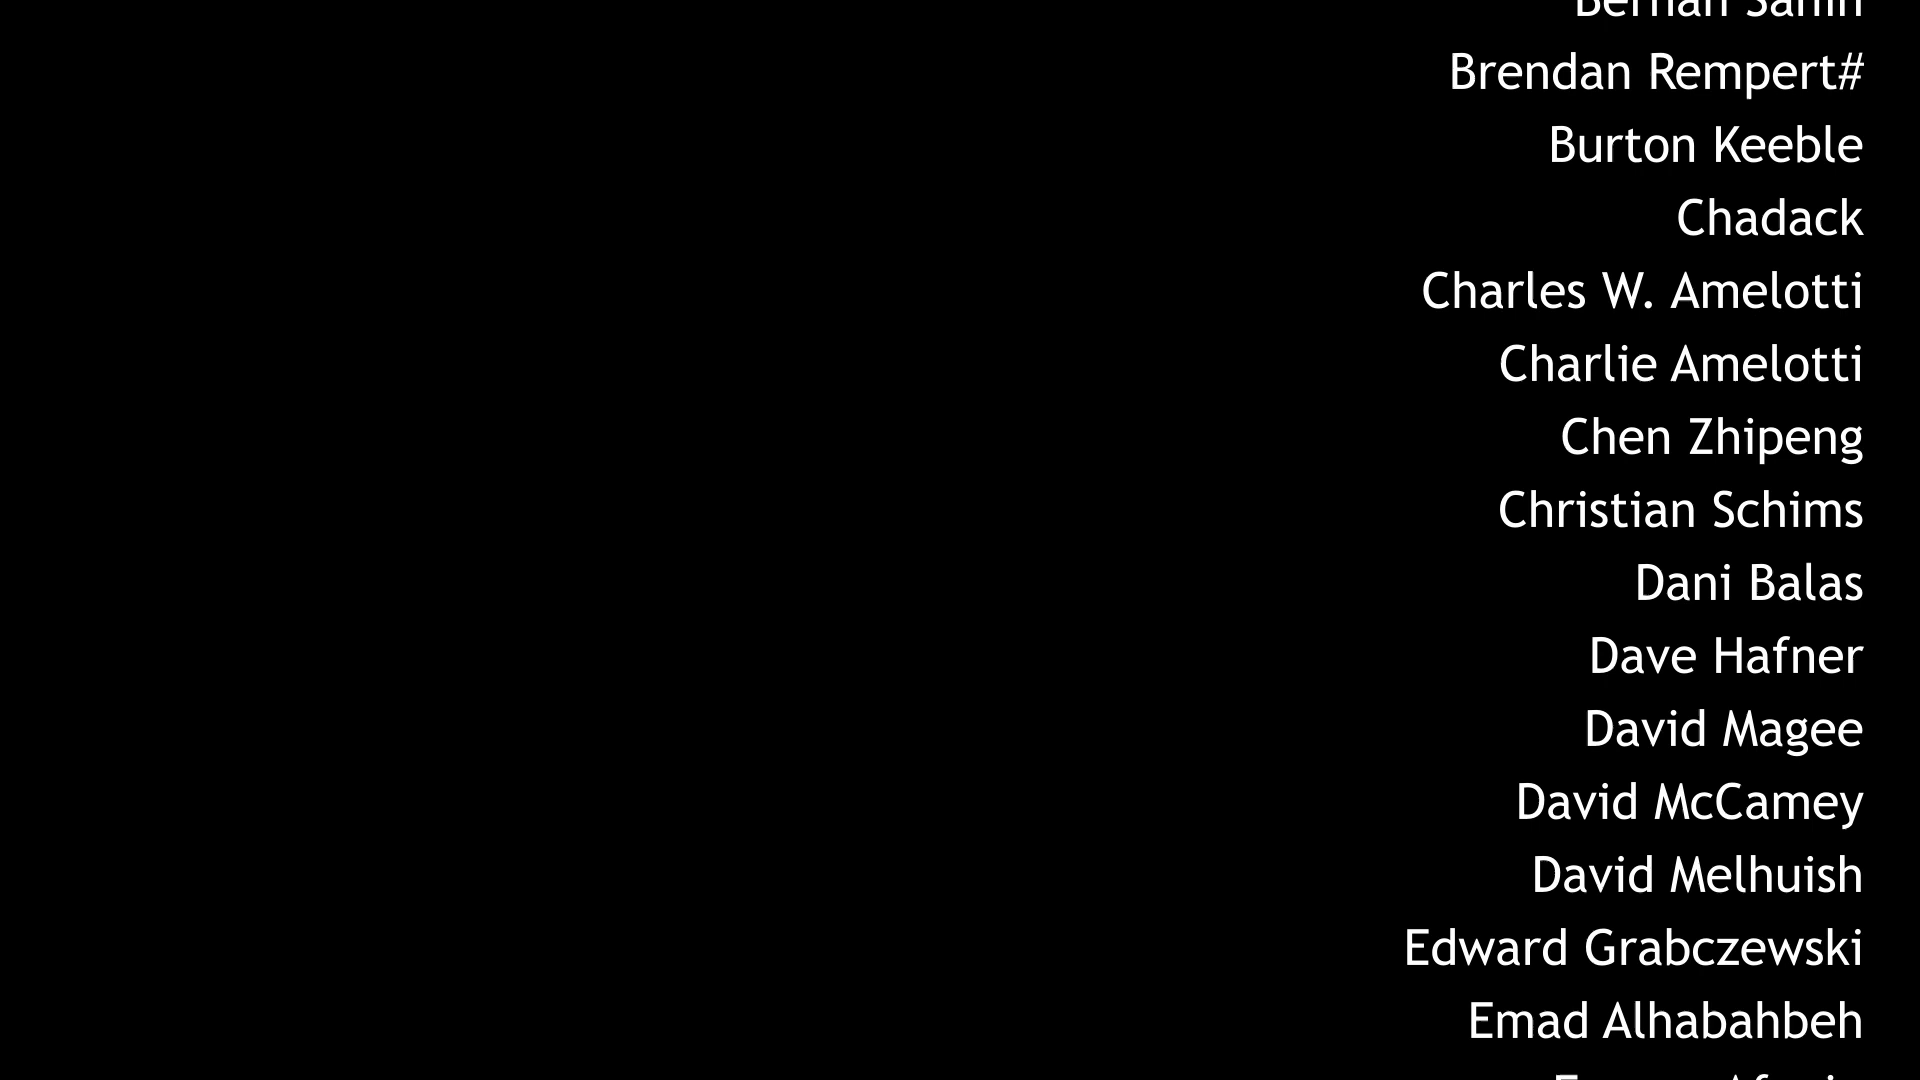 Brendan Rempert#
Burton Keeble
Chadack
Charles W. Amelotti
Charlie Amelotti
Chen Zhipeng
Christian Schims
Dani Balas
Dave Hafner
David Magee
David McCamey
David Melhuish
Edward Grabczewski
Emad Alhabahbeh